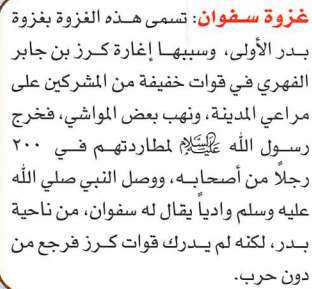 غزوة سفوان: تسمى هذه الغزوة بغزوة
بدر الأولى، وسببها إغارة كرز بن جابر
الفهري في قوات خفيفة من المشركين على
مراعي المدينة، ونهب بعض المواشي، فخرج
رسول الله ﷺ لمطاردتهم في ٢٠٠
رجلاً من أصحابه، ووصل النبي صلي الله
عليه وسلم وادياً يقال له سفوان، من ناحية
بدر، لكنه لم يدرك قوات كرز فرجع من
دون حرب.